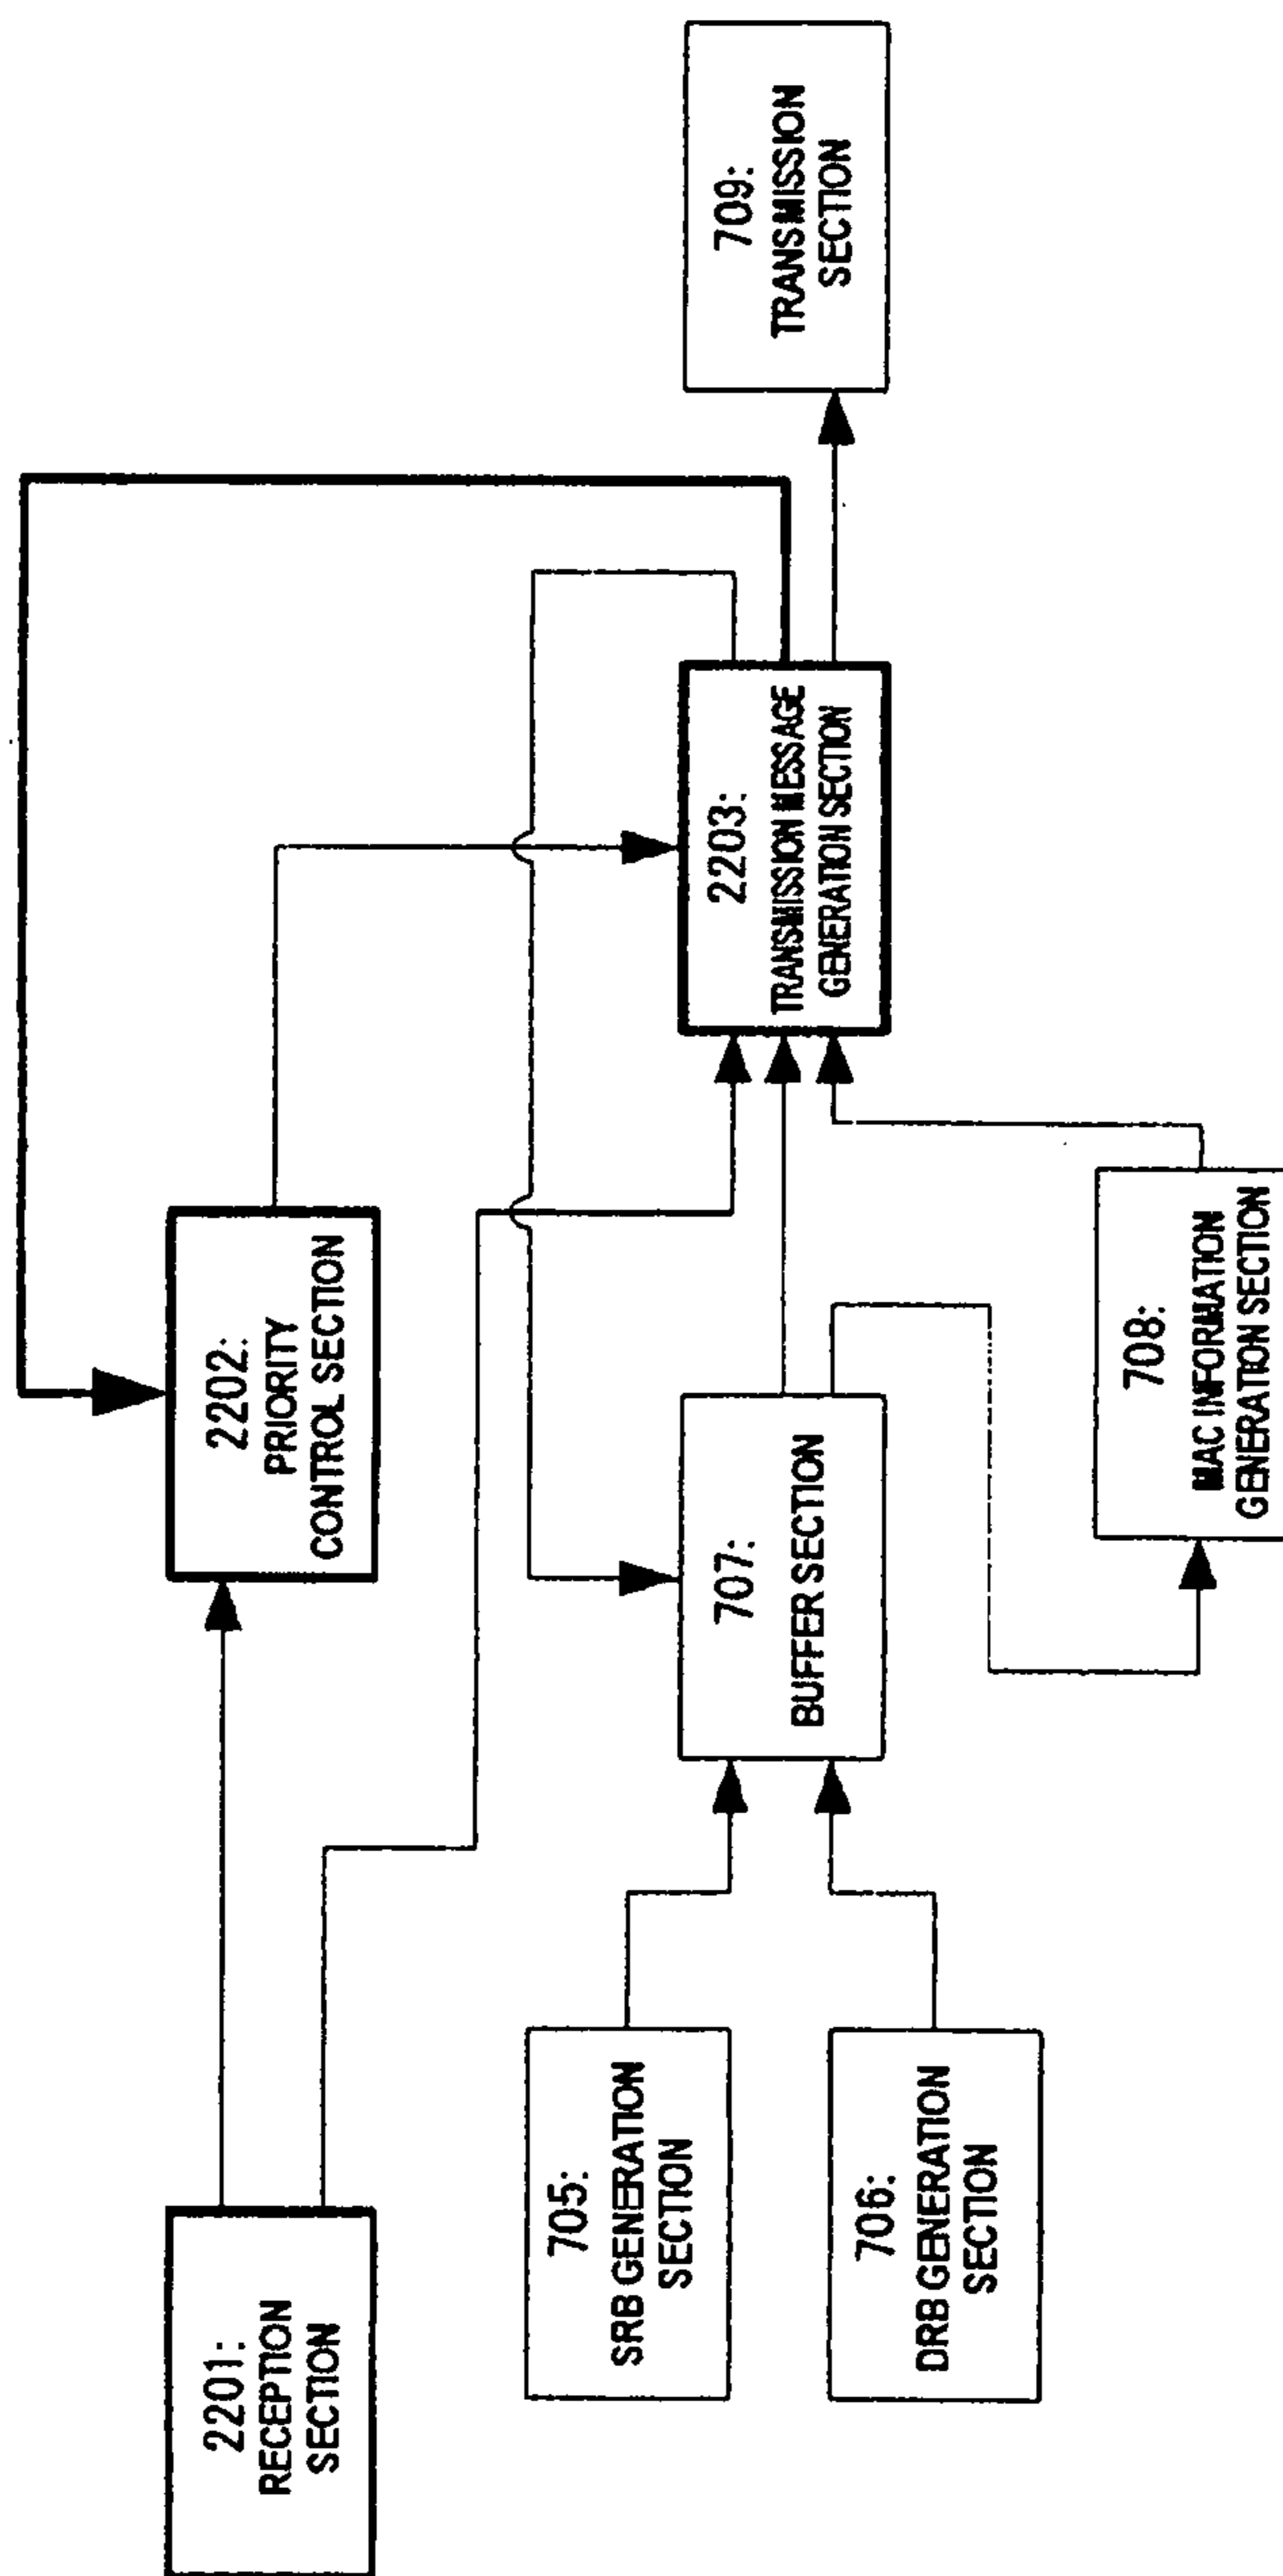 2201:
RECEPTION
SECTION
2202:
PRIORITY
CONTROL SECTION
705:
SRB GENERATION
SECTION
706:
DRB GENERATION
SECTION
707:
BUFFER SECTION
708:
MAC INFORMATION
GENERATION SECTION
2203:
TRANSMISSION MESSAGE
GENERATION SECTION
709:
TRANSMISSION
SECTION